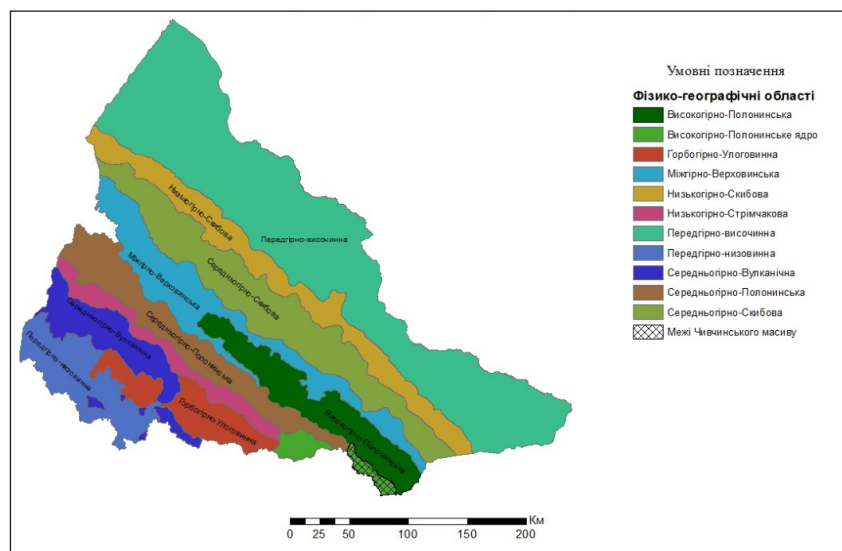 Умовні позначення
Фізико-географічні області
Високогірно-Полонинська
Високогірно-Полонинське ядро
Горбогірно-Улоговинна
Міжгірно-Верховинська
Низькогірно-Скибова
Низькогірно-Стрімчакова
Передгірно-височинна
Передгірно-низовинна
Середньогірно-Вулканічна
Середньогірно-Полонинська
Середньогірно-Скибова
Межі Чивчинського масиву
Низькогірно-Скибова
Передгірно-височинна
Середньогірно-Скибова
Міжгірно-Верховинська
Середньогірно-Полонинська
Середньогірно-Вулканічна
Передгірно-низовинна
Горбогірно-Улоговинна
Високогірно-Полонинська
Км
0 25 50 100 150 200